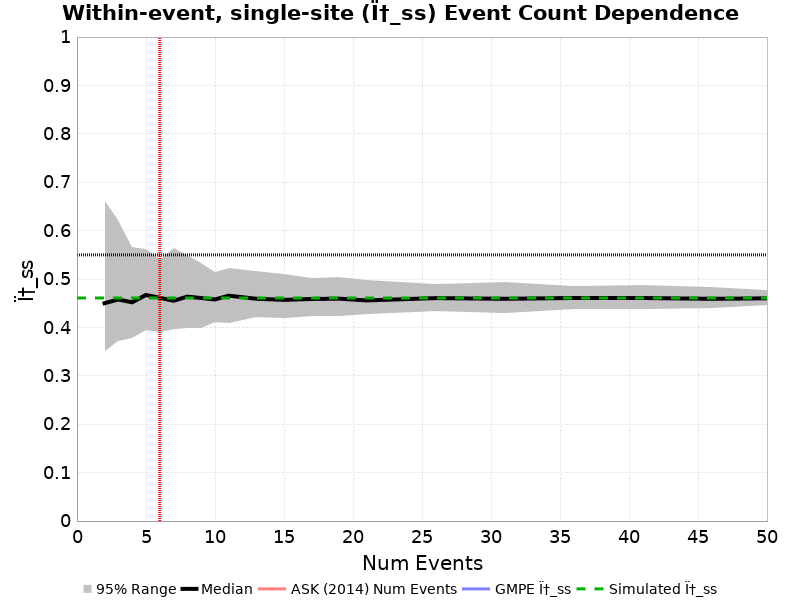 Within-event, single-site (Ï†_ss) Event Count Dependence
1
0.9
0.8
0.7
0.6
0.5
0.4
0.3
0.2
0.1
0
Ï†_ss
0 5 10 15 20 25 30 35 40 45 50
Num Events
95% Range Median ASK (2014) Num Events GMPE Ï†_ss Simulated Ï†_ss